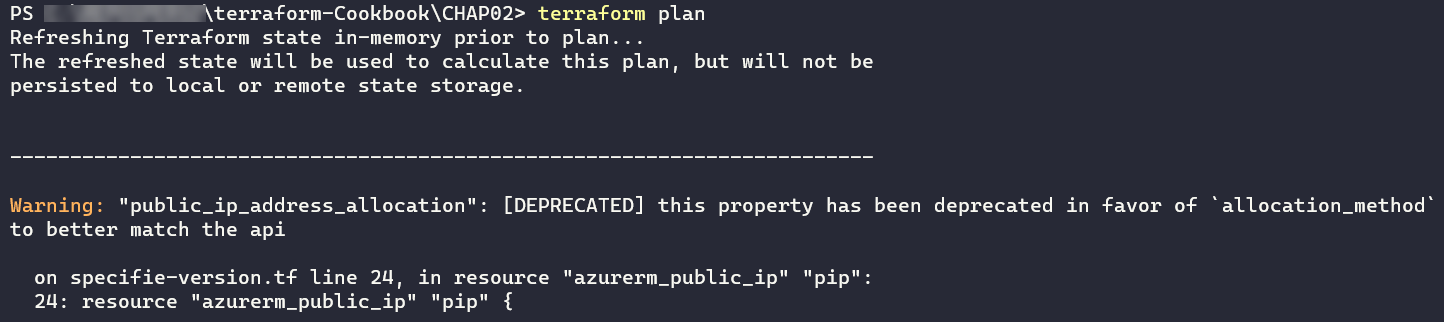 PS \terraform-Cookbook\CHAP02> terraform plan
Refreshing Terraform state in-memory prior to plan...
The refreshed state will be used to calculate this plan, but will not be
persisted to local or remote state storage.
------------------------------------------------------------------------
Warning: "public_ip_address_allocation": [DEPRECATED] this property has been deprecated in favor of `allocation_method`
to better match the api
on specifie-version.tf line 24, in resource "azurerm_public_ip" "pip":
24: resource "azurerm_public_ip" "pip" {